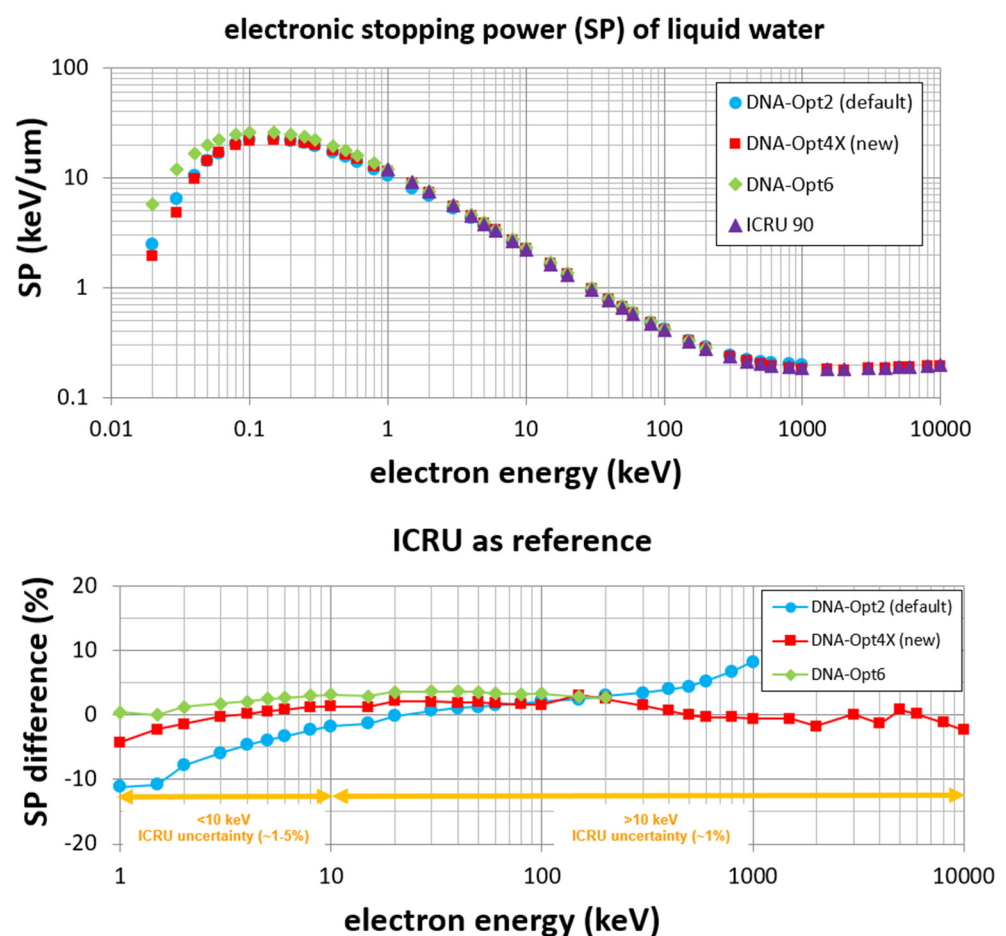 electronic stopping power (SP) of liquid water
SP (keV/um)
100
10
1
0.1
DNA-Opt2 (default)
DNA-Opt4X (new)
DNA-Opt6
ICRU 90
0.01
0.1
1
10
100
1000
10000
electron energy (keV)
ICRU as reference
SP difference (%)
20
10
0
-10
-20
DNA-Opt2 (default)
DNA-Opt4X (new)
DNA-Opt6
<10 keV
ICRU uncertainty (~1-5%)
>10 keV
ICRU uncertainty (~1%)
1
10
100
1000
10000
electron energy (keV)